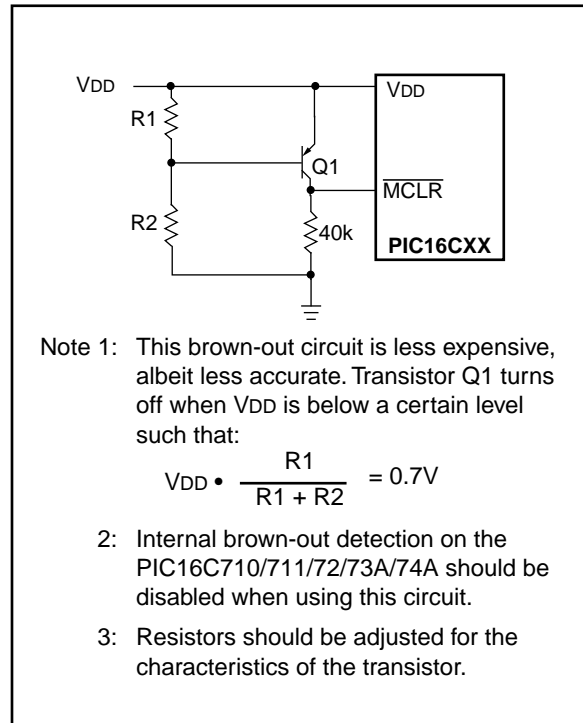 VDD
VDD
R1
Q1
MCLR
R2
40k
PIC16CXX
Note 1: This brown-out circuit is less expensive,
albeit less accurate. Transistor Q1 turns
off when VDD is below a certain level
such that:
VDD • R1 / R1 + R2 = 0.7V
2: Internal brown-out detection on the
PIC16C710/711/72/73A/74A should be
disabled when using this circuit.
3: Resistors should be adjusted for the
characteristics of the transistor.